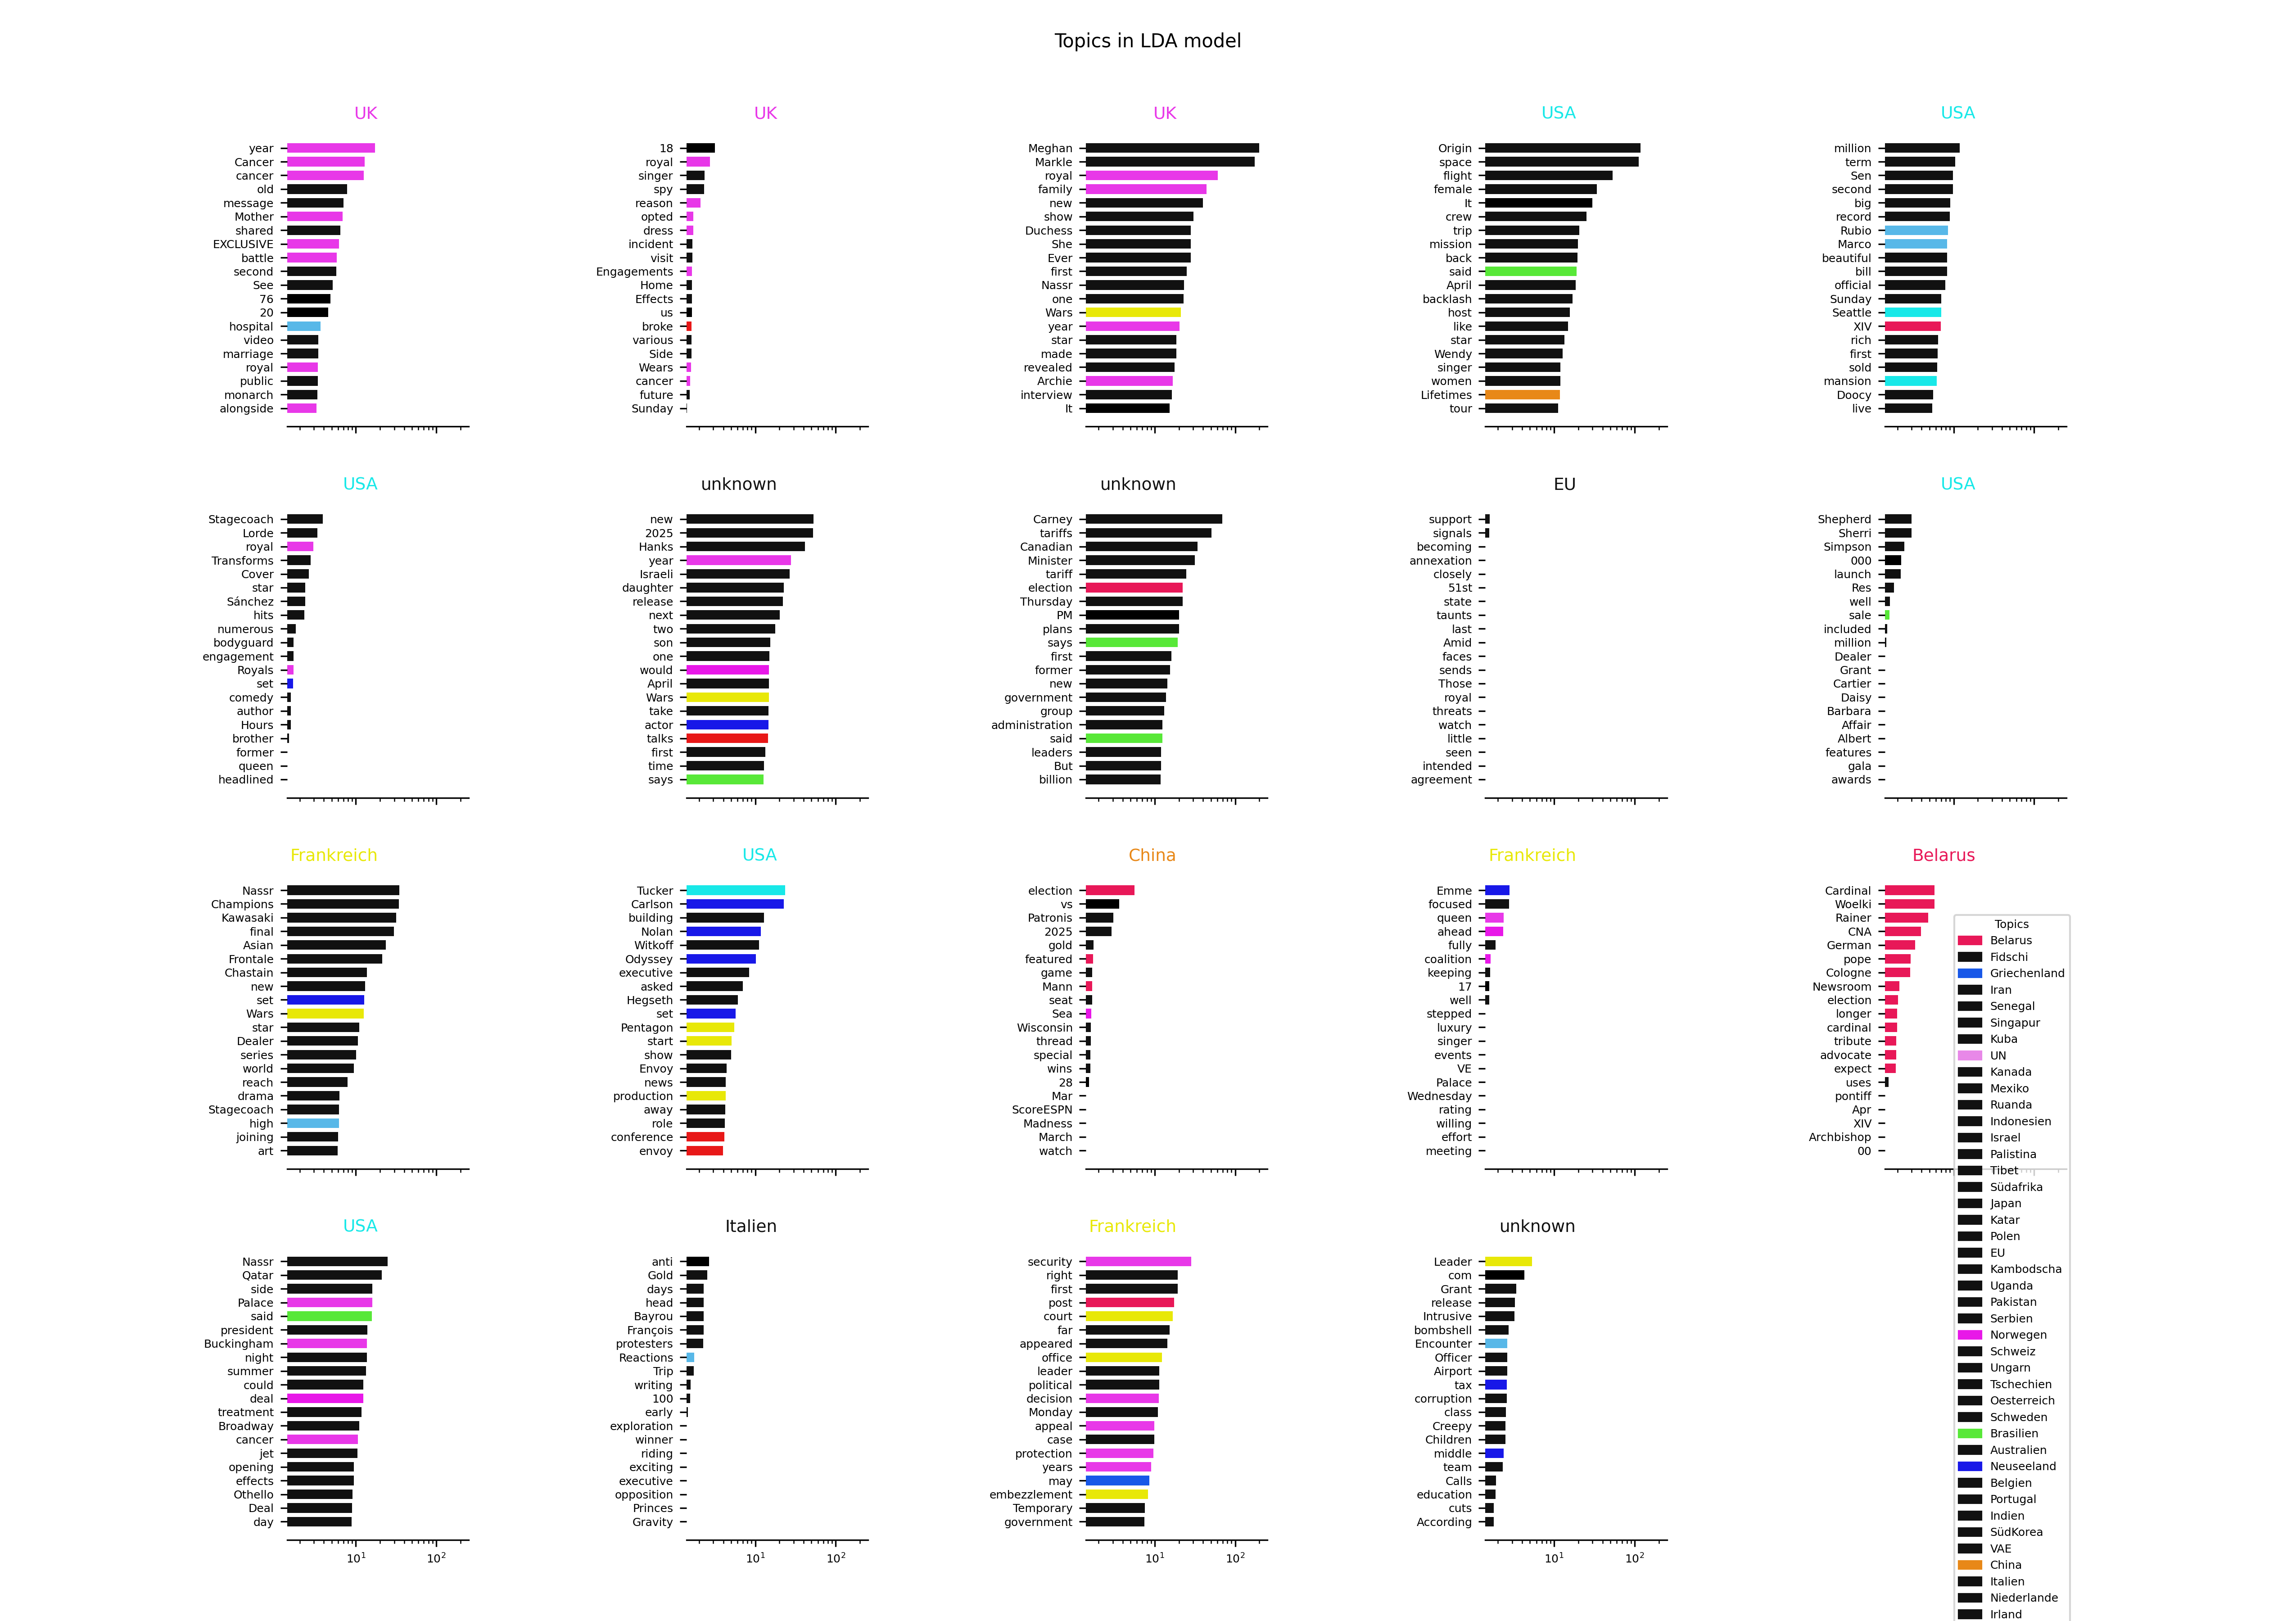 Topics in LDA model
UK
year
Cancer
cancer
old
message
Mother
shared
EXCLUSIVE
battle
second
See
76
20
hospital
video
marriage
royal
public
monarch
alongside
UK
18
royal
singer
spy
reason
opted
dress
incident
visit
Engagements
Home
Effects
us
broke
various
Side
Wears
cancer
future
Sunday
UK
Meghan
Markle
royal
family
new
show
Duchess
She
Ever
first
Nassr
one
Wars
year
star
made
revealed
Archie
interview
It
USA
Origin
space
flight
female
It
crew
trip
mission
back
said
April
backlash
host
like
star
Wendy
singer
women
Lifetimes
tour
USA
million
term
Sen
second
big
record
Rubio
Marco
beautiful
bill
official
Sunday
Seattle
XIV
rich
first
sold
mansion
Doocy
live
USA
Stagecoach
Lorde
royal
Transforms
Cover
star
Sánchez
hits
numerous
bodyguard
engagement
Royals
set
comedy
author
Hours
brother
former
queen
headlined
unknown
new
2025
Hanks
year
Israeli
daughter
release
next
two
son
one
would
April
Wars
take
actor
talks
first
time
says
unknown
Carney
tariffs
Canadian
Minister
tariff
election
Thursday
PM
plans
says
first
former
new
government
group
administration
said
leaders
But
billion
EU
support
signals
becoming
annexation
closely
51st
state
taunts
last
Amid
faces
sends
Those
royal
threats
watch
little
seen
intended
agreement
USA
Shepherd
Sherri
Simpson
000
launch
Res
well
sale
included
million
Dealer
Grant
Cartier
Daisy
Barbara
Affair
Albert
features
gala
awards
Frankreich
Nassr
Champions
Kawasaki
final
Asian
Frontale
Chastain
new
set
Wars
star
Dealer
series
world
reach
drama
Stagecoach
high
joining
art
USA
Tucker
Carlson
building
Nolan
Witkoff
Odyssey
executive
asked
Hegseth
set
Pentagon
start
show
Envoy
news
production
away
role
conference
envoy
China
election
vs
Patronis
2025
gold
featured
game
Mann
seat
Sea
Wisconsin
thread
special
wins
28
Mar
ScoreESPN
Madness
March
watch
Frankreich
Emme
focused
queen
ahead
fully
coalition
keeping
17
well
stepped
luxury
singer
events
VE
Palace
Wednesday
rating
willing
effort
meeting
Belarus
Cardinal
Woelki
Rainer
CNA
German
pope
Cologne
Newsroom
election
longer
cardinal
tribute
advocate
expect
uses
pontiff
Apr
XIV
Archbishop
00
USA
Nassr
Qatar
side
Palace
said
president
Buckingham
night
summer
could
deal
treatment
Broadway
cancer
jet
opening
effects
Othello
Deal
day
10¹ 10²
Italien
anti
Gold
days
head
Bayrou
François
protesters
Reactions
Trip
writing
100
early
exploration
winner
riding
exciting
executive
opposition
Princes
Gravity
10¹ 10²
Frankreich
security
right
first
post
court
far
appeared
office
leader
political
decision
Monday
appeal
case
protection
years
may
embezzlement
Temporary
government
10¹ 10²
unknown
Leader
com
Grant
release
Intrusive
bombshell
Encounter
Officer
Airport
tax
corruption
class
Creepy
Children
middle
team
Calls
education
cuts
According
10¹ 10²
Topics
Belarus
Fidschi
Griechenland
Iran
Senegal
Singapur
Kuba
UN
Kanada
Mexiko
Ruanda
Indonesien
Israel
Palistina
Tibet
Südafrika
Japan
Katar
Polen
EU
Kambodscha
Uganda
Pakistan
Serbien
Norwegen
Schweiz
Ungarn
Tschechien
Oesterreich
Schweden
Brasilien
Australien
Neuseeland
Belgien
Portugal
Indien
SüdKorea
VAE
China
Italien
Niederlande
Irland